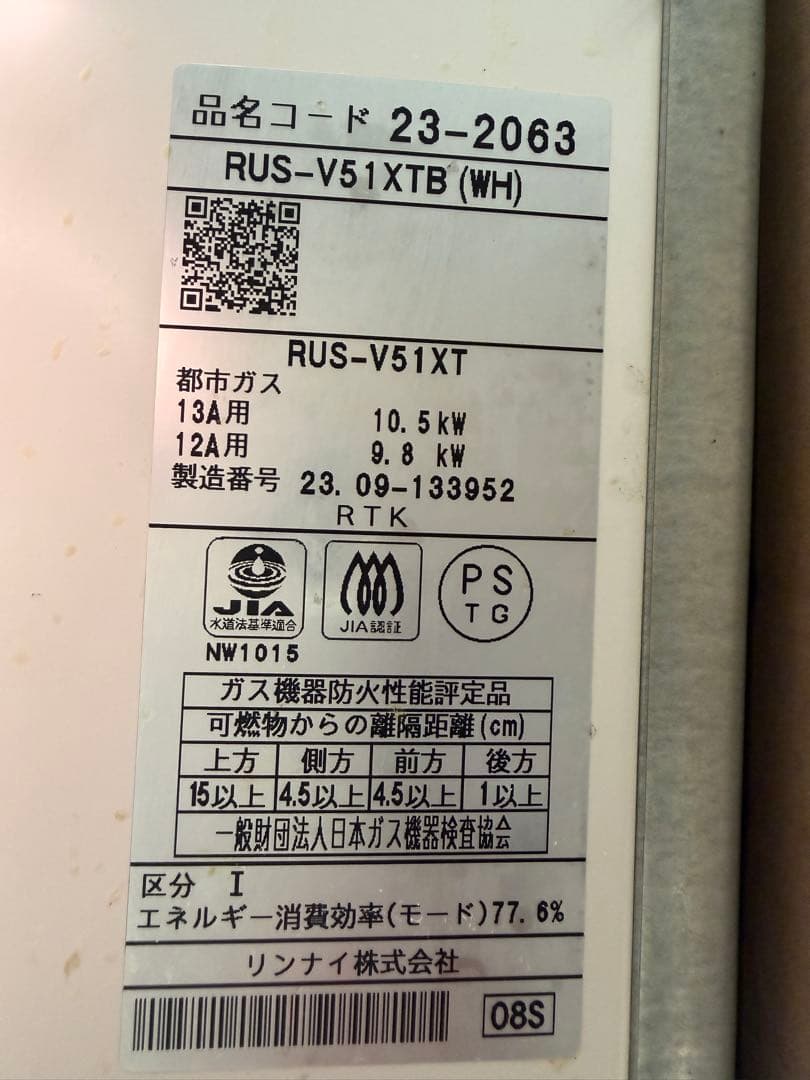 品名コード 23-2063
RUS-V51XTB(WH)
RUS-V51XT
都市ガス
13A用 10.5kW
12A用 9.8 kW
製造番号 23.09-133952
RTK
JIA
水道法基準適合
NW1015
JIA認証
PS
TG
ガス機器防火性能評定品
可燃物からの離隔距離(cm)
上方 側方 前方 後方
15以上 4.5以上 4.5以上 1以上
一般財団法人日本ガス機器検査協会
区分 I
エネルギー消費効率(モード)77.6%
リンナイ株式会社
08S